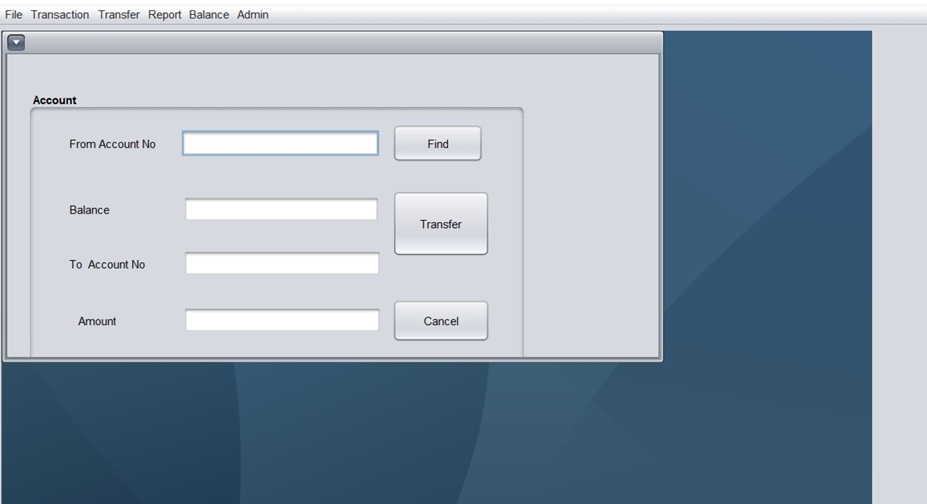 File Transaction Transfer Report Balance Admin
Account
From Account No
Find
Balance
Transfer
To Account No
Amount
Cancel